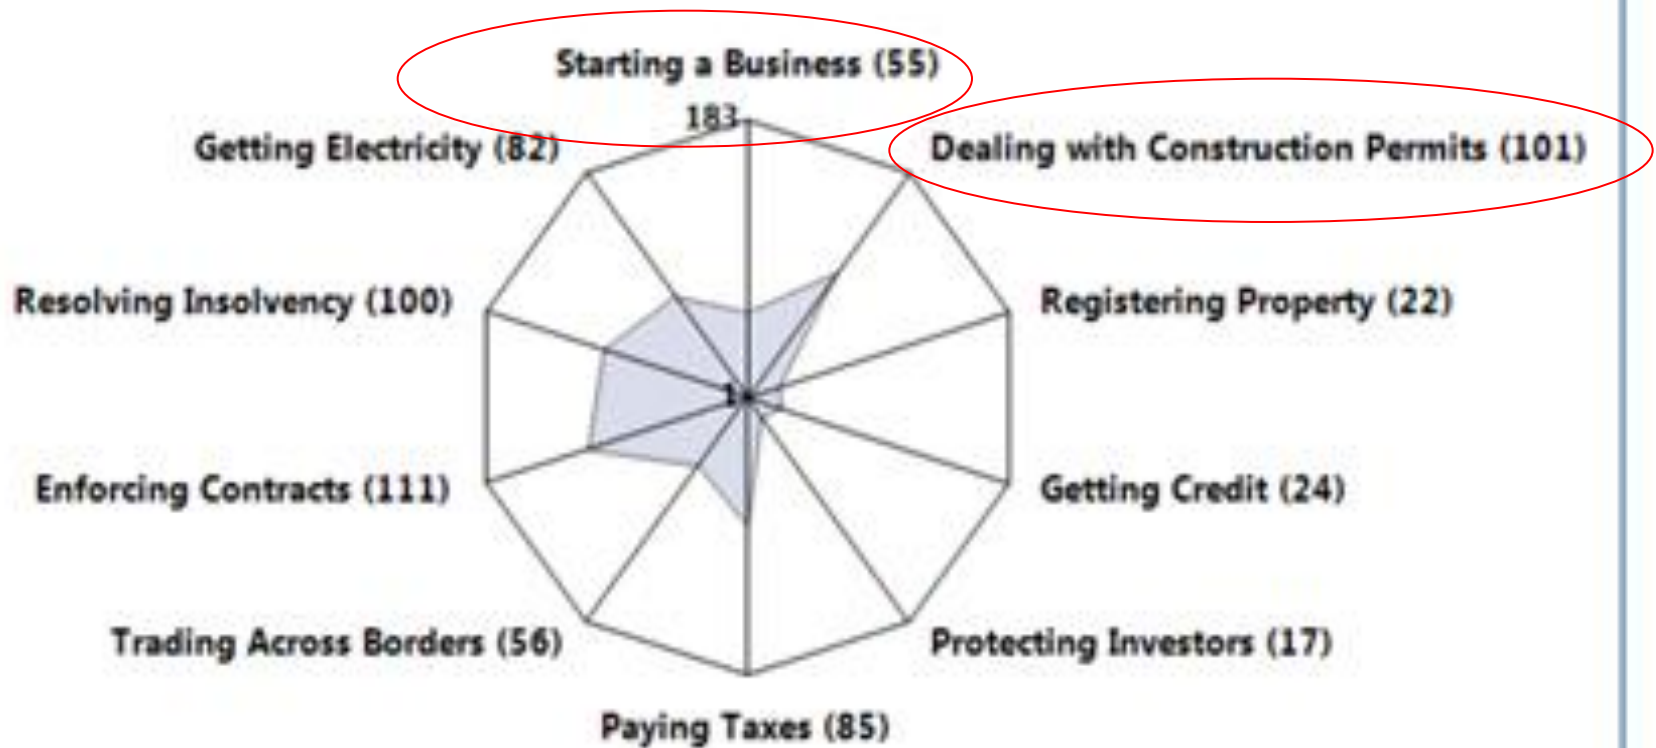 Starting a Business (55)
183
Getting Electricity (82)
Dealing with Construction Permits (101)
Resolving Insolvency (100)
Registering Property (22)
1
Enforcing Contracts (111)
Getting Credit (24)
Trading Across Borders (56)
Protecting Investors (17)
Paying Taxes (85)